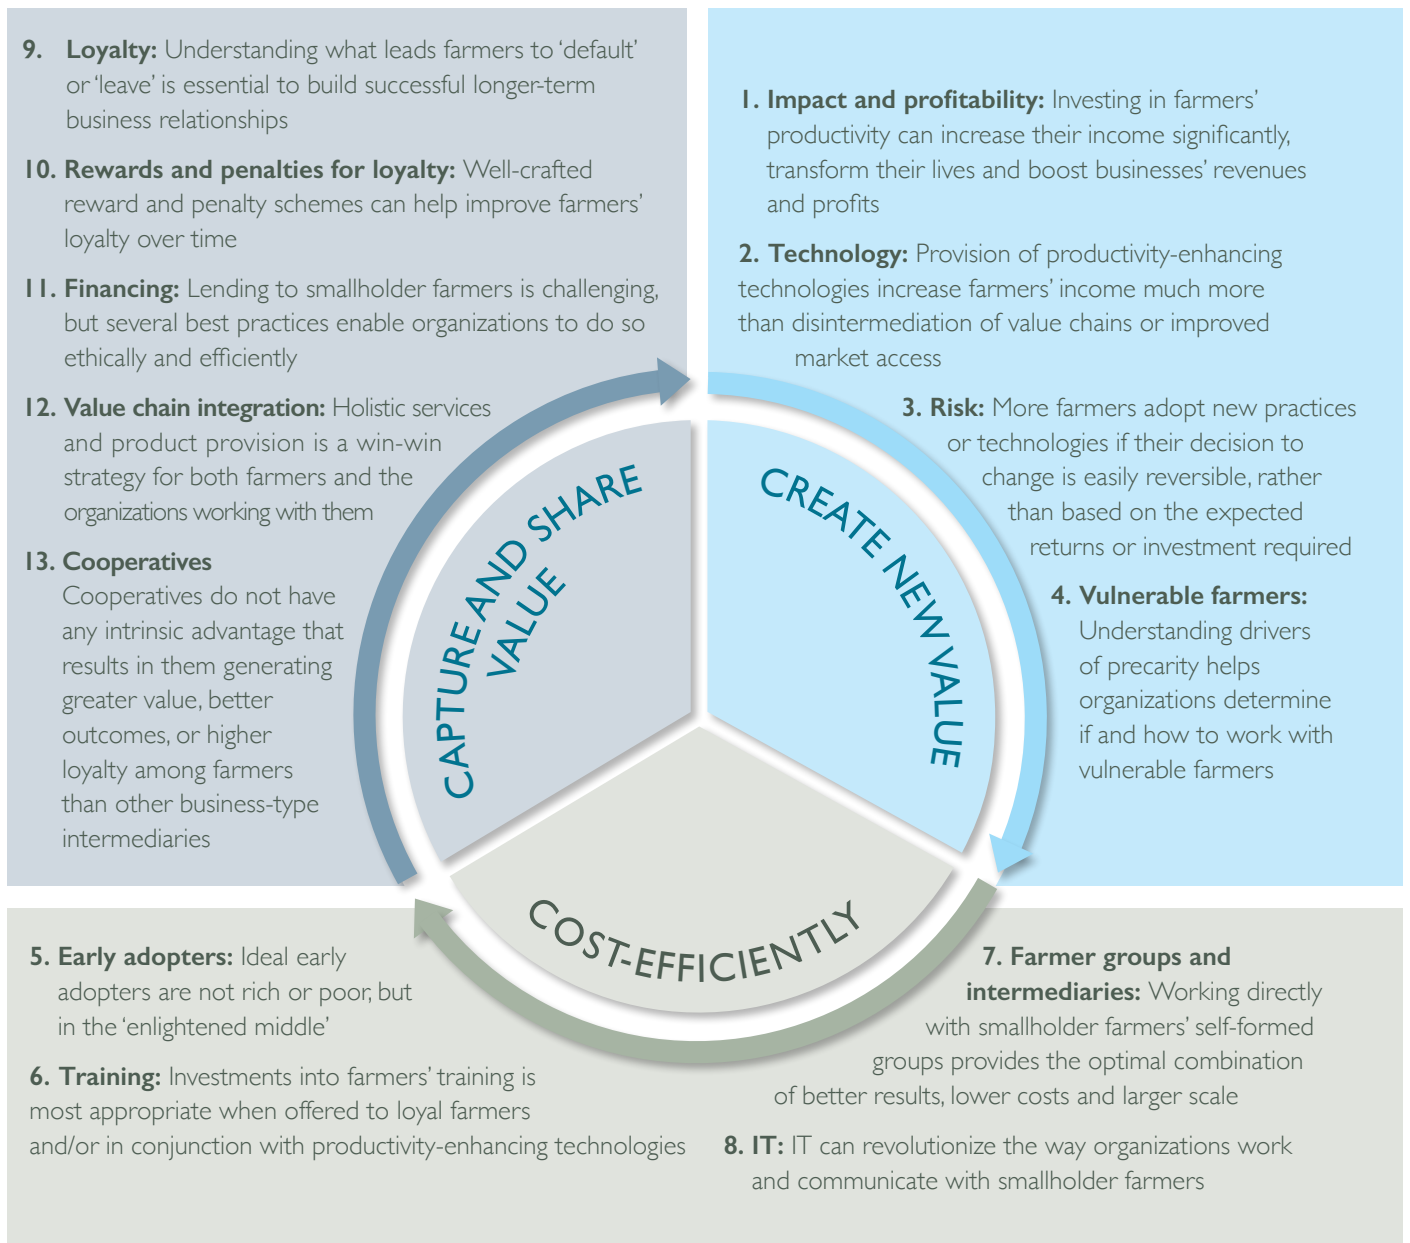 9. Loyalty: Understanding what leads farmers to ‘default’
or ‘leave’ is essential to build successful longer-term
business relationships
10. Rewards and penalties for loyalty: Well-crafted
reward and penalty schemes can help improve farmers’
loyalty over time
11. Financing: Lending to smallholder farmers is challenging,
but several best practices enable organizations to do so
ethically and efficiently
12. Value chain integration: Holistic services
and product provision is a win-win
strategy for both farmers and the
organizations working with them
13. Cooperatives
Cooperatives do not have
any intrinsic advantage that
results in them generating
greater value, better
outcomes, or higher
loyalty among farmers
than other business-type
intermediaries
1. Impact and profitability: Investing in farmers’
productivity can increase their income significantly,
transform their lives and boost businesses’ revenues
and profits
2. Technology: Provision of productivity-enhancing
technologies increase farmers’ income much more
than disintermediation of value chains or improved
market access
3. Risk: More farmers adopt new practices
or technologies if their decision to
change is easily reversible, rather
than based on the expected
returns or investment required
4. Vulnerable farmers:
Understanding drivers
of precarity helps
organizations determine
if and how to work with
vulnerable farmers
CAPTURE AND SHARE
VALUE
CREATE NEW VALUE
COST-EFFICIENTLY
5. Early adopters: Ideal early
adopters are not rich or poor, but
in the ‘enlightened middle’
6. Training: Investments into farmers’ training is
most appropriate when offered to loyal farmers
and/or in conjunction with productivity-enhancing technologies
7. Farmer groups and
intermediaries: Working directly
with smallholder farmers’ self-formed
groups provides the optimal combination
of better results, lower costs and larger scale
8. IT: IT can revolutionize the way organizations work
and communicate with smallholder farmers